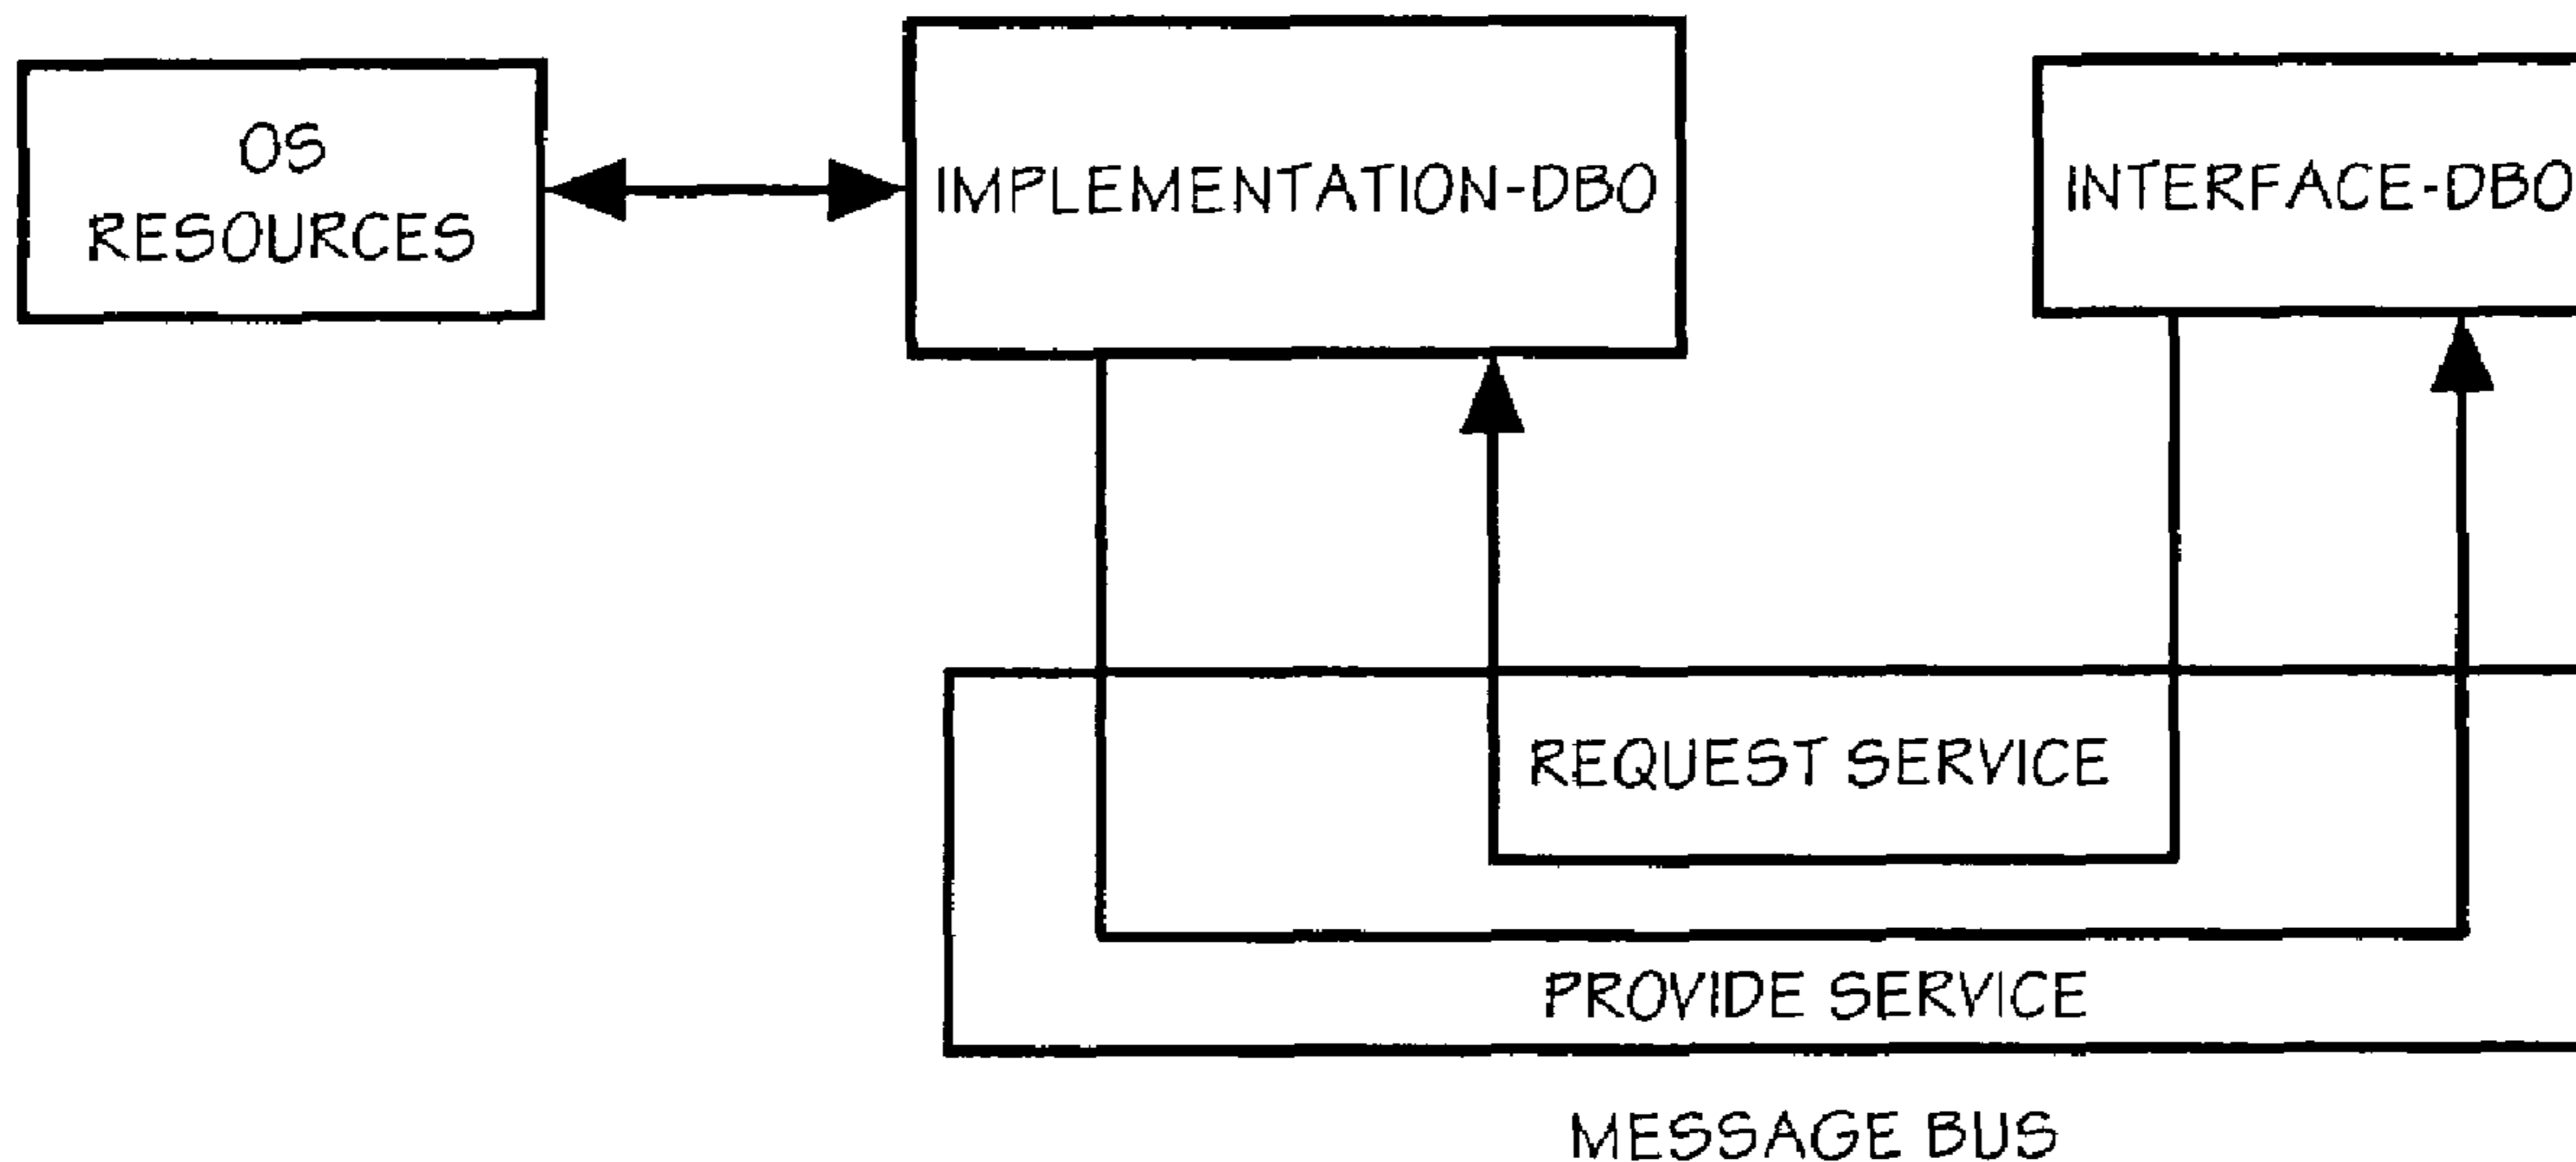 OS
RESOURCES
IMPLEMENTATION-DBO
INTERFACE-DBO
REQUEST SERVICE
PROVIDE SERVICE
MESSAGE BUS